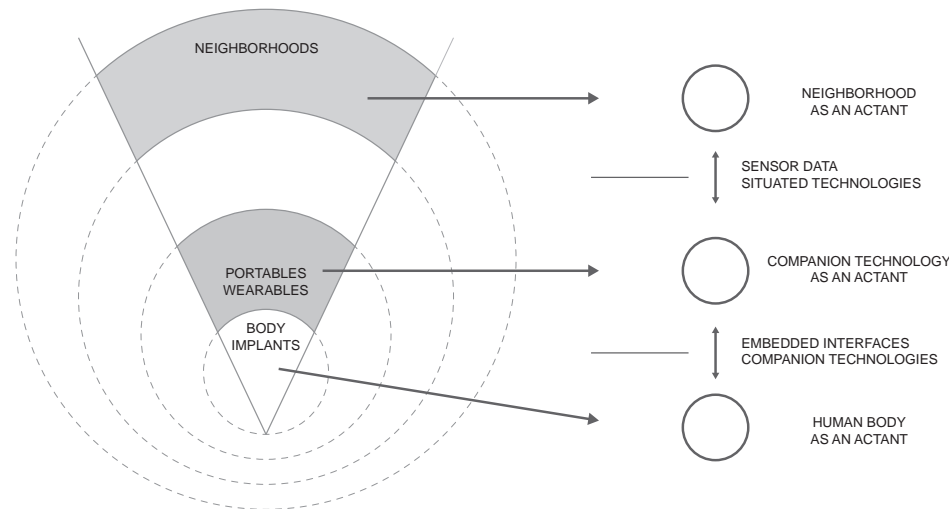 NEIGHBORHOODS
PORTABLES
WEARABLES
BODY
IMPLANTS
NEIGHBORHOOD
AS AN ACTANT
SENSOR DATA
SITUATED TECHNOLOGIES
COMPANION TECHNOLOGY
AS AN ACTANT
EMBEDDED INTERFACES
COMPANION TECHNOLOGIES
HUMAN BODY
AS AN ACTANT